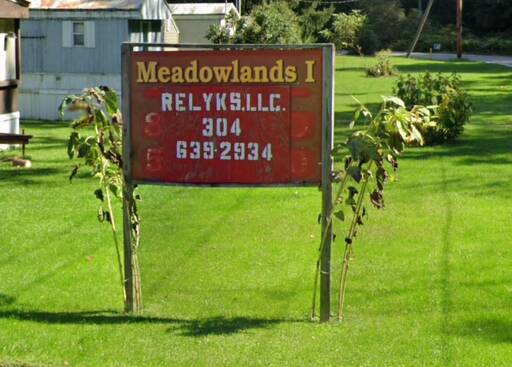 Meadowlands I
RELYKS.LLC.
304
639-2934